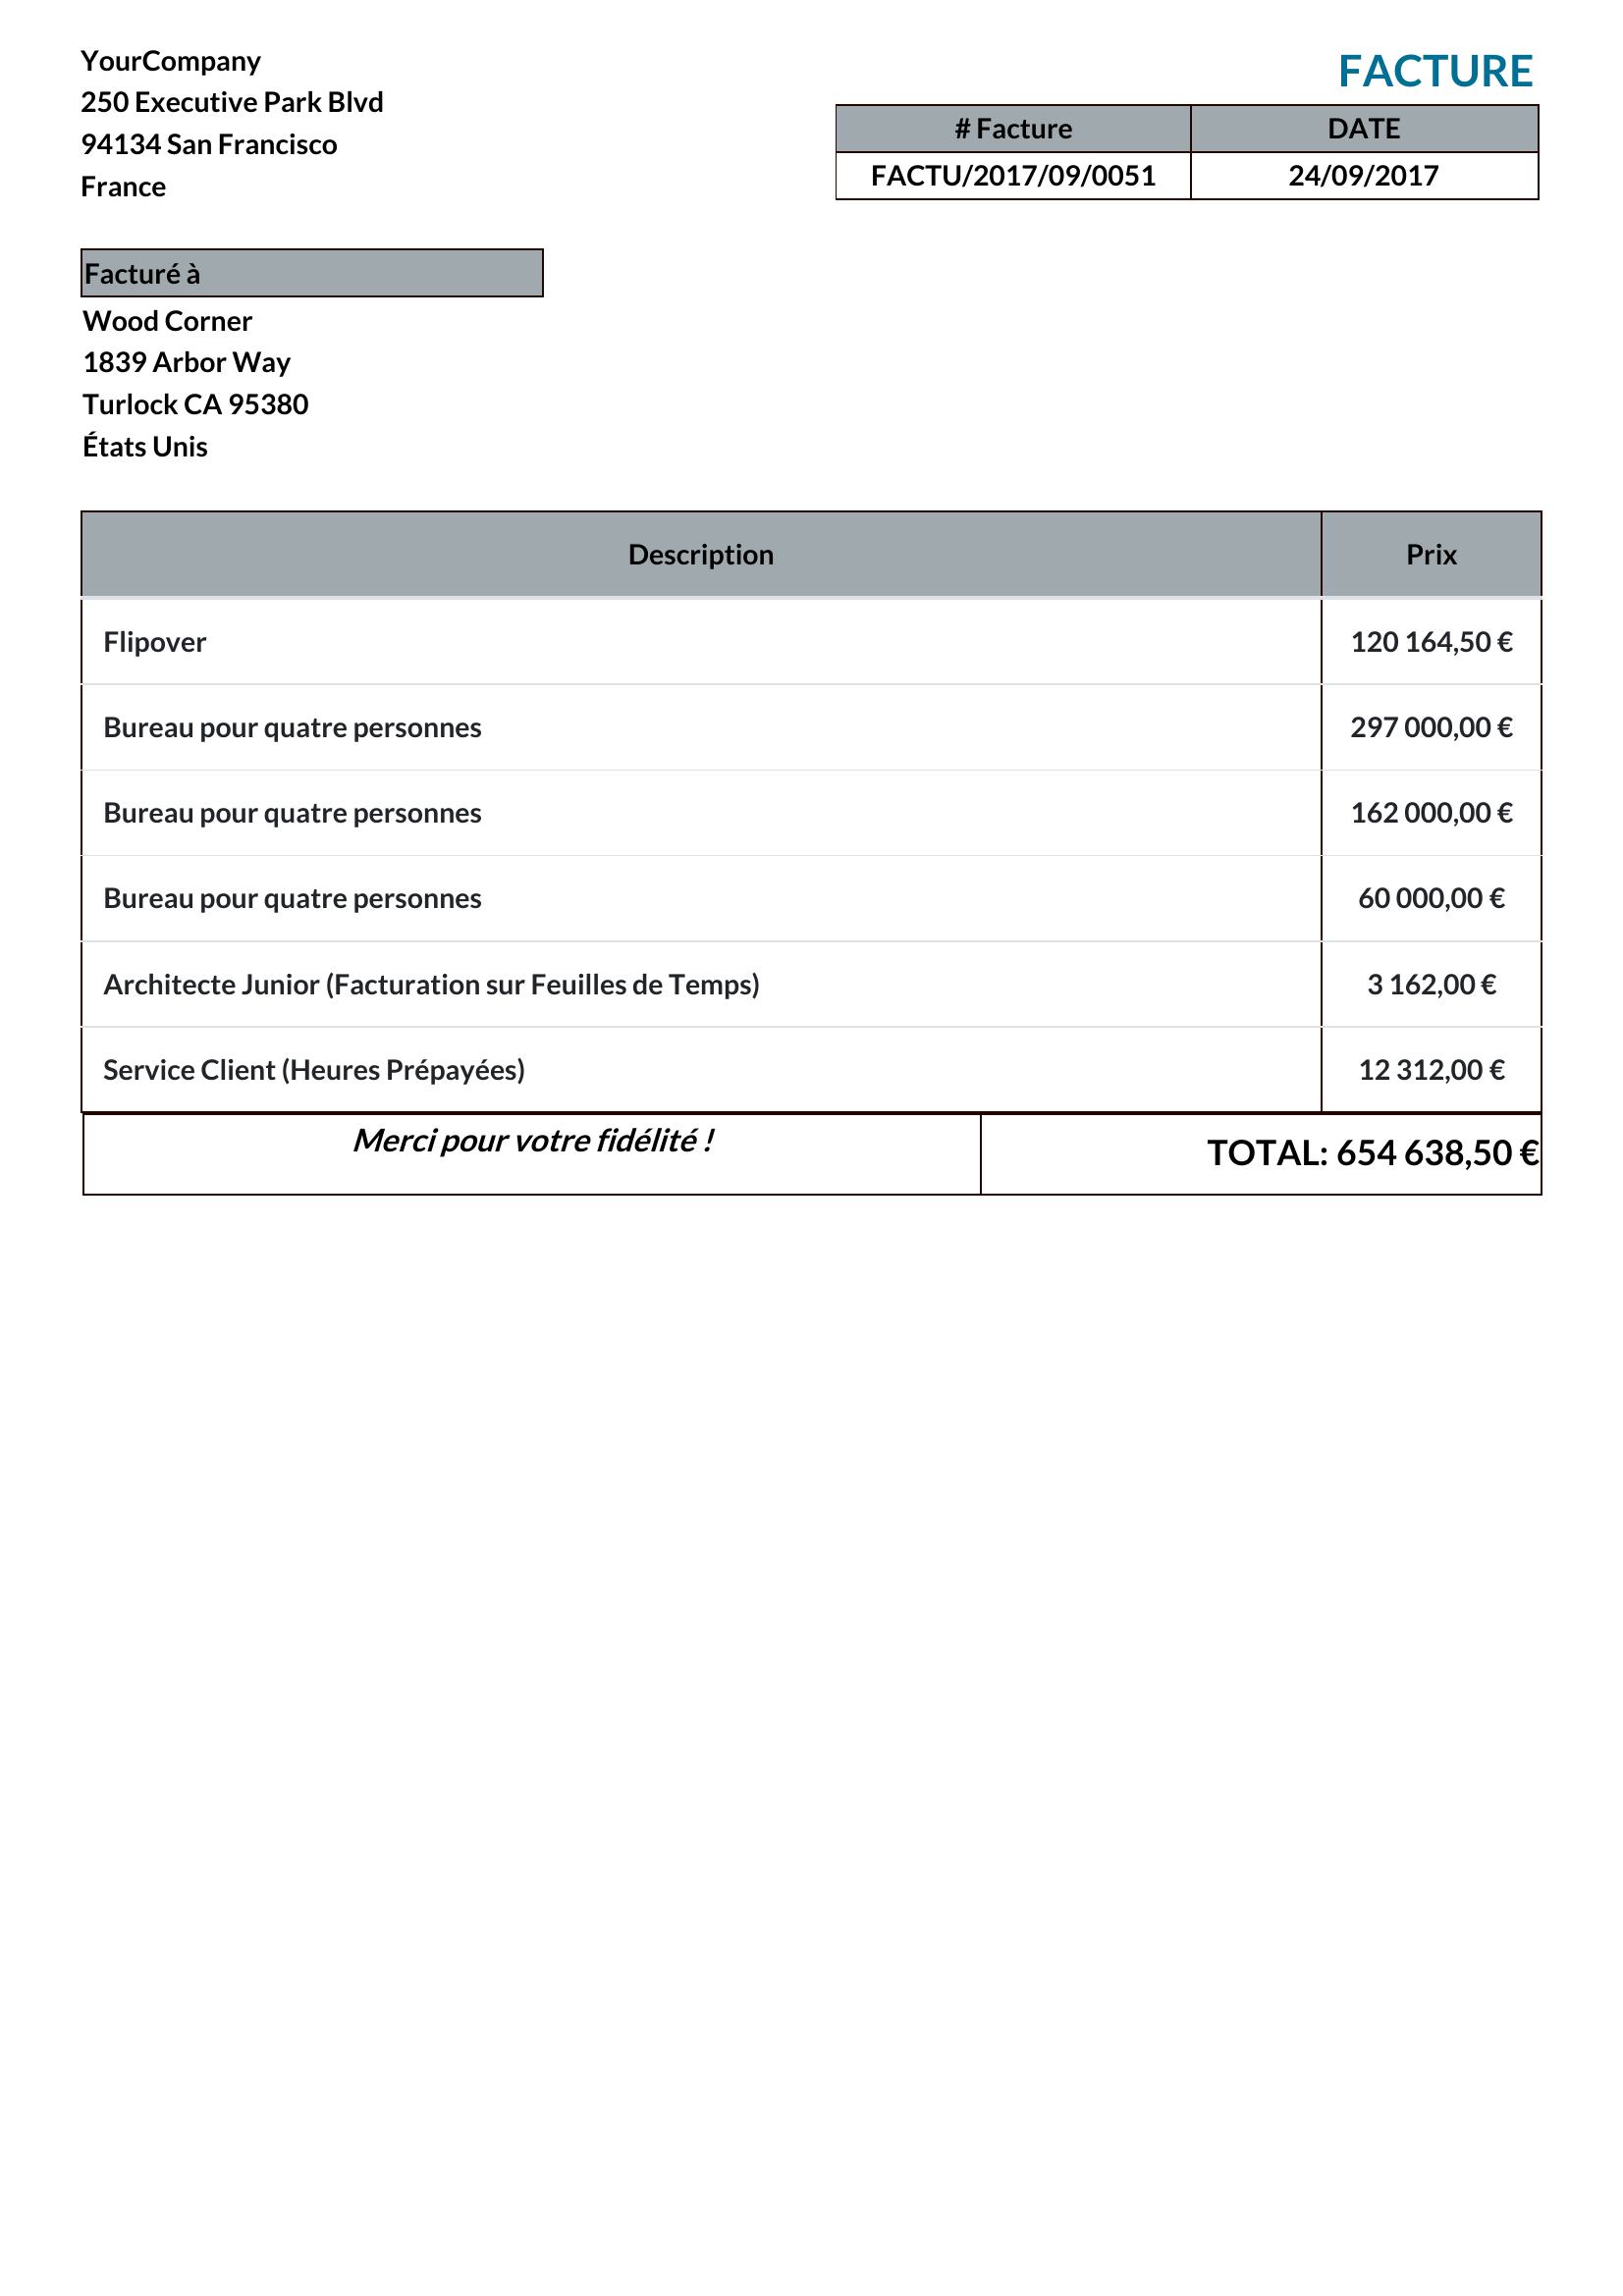 YourCompany
250 Executive Park Blvd
94134 San Francisco
France
FACTURE
# Facture DATE
FACTU/2017/09/0051 24/09/2017
Facturé à
Wood Corner
1839 Arbor Way
Turlock CA 95380
États Unis
Description Prix
Flipover 120 164,50 €
Bureau pour quatre personnes 297 000,00 €
Bureau pour quatre personnes 162 000,00 €
Bureau pour quatre personnes 60 000,00 €
Architecte Junior (Facturation sur Feuilles de Temps) 3 162,00 €
Service Client (Heures Prépayées) 12 312,00 €
Merci pour votre fidélité ! TOTAL: 654 638,50 €